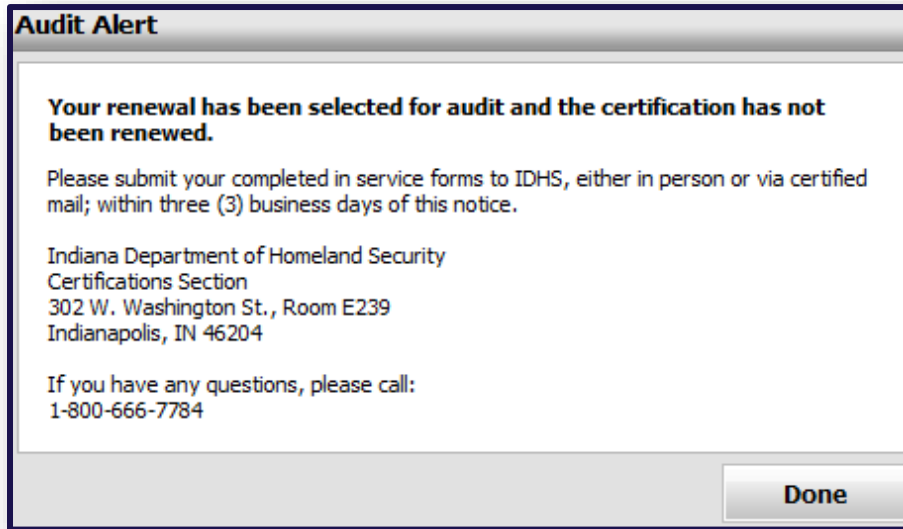 Audit Alert
Your renewal has been selected for audit and the certification has not
been renewed.
Please submit your completed in service forms to IDHS, either in person or via certified
mail; within three (3) business days of this notice.
Indiana Department of Homeland Security
Certifications Section
302 W. Washington St., Room E239
Indianapolis, IN 46204
If you have any questions, please call:
1-800-666-7784
Done